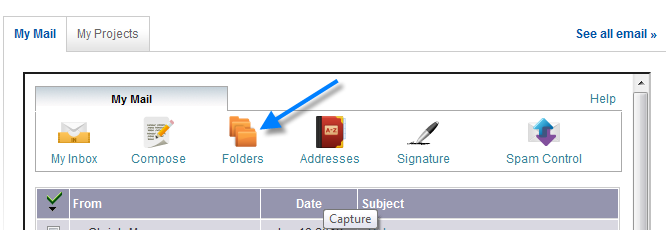 My Mail My Projects See all email »
My Mail Help
A-Z
My Inbox Compose Folders Addresses Signature Spam Control
From Date Subject
Capture